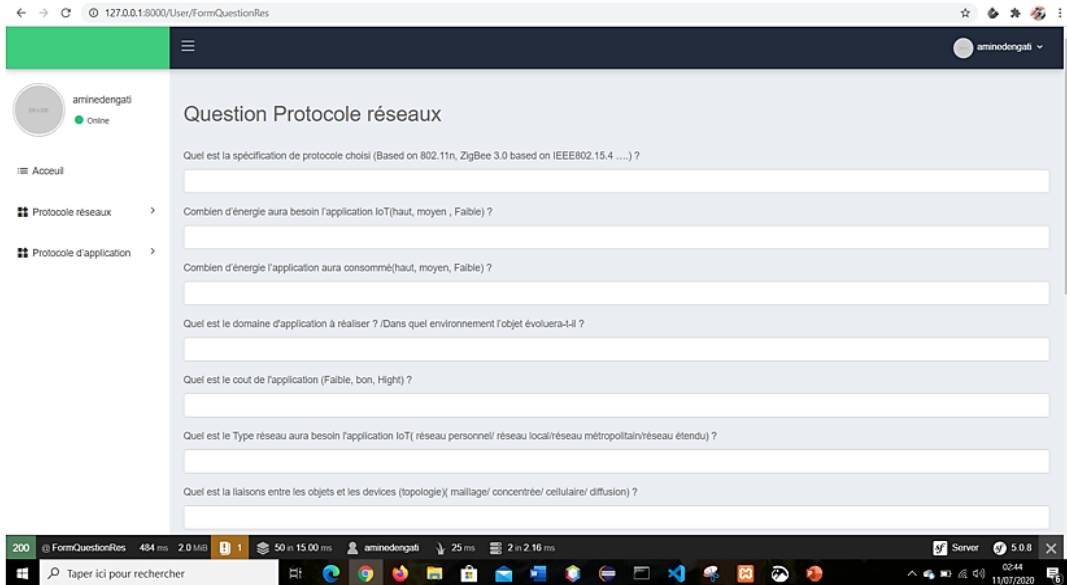 127.0.0.1:8000/User/FormQuestionRes
aminedengati
aminedengati
Online
Acceuil
Protocole réseaux
Protocole d'application
Question Protocole réseaux
Quel est la spécification de protocole choisi (Based on 802.11n, ZigBee 3.0 based on IEEE802.15.4 ....) ?
Combien d'énergie aura besoin l'application IoT(haut, moyen , Faible) ?
Combien d'énergie l'application aura consommé(haut, moyen, Faible) ?
Quel est le domaine d'application à réaliser ? /Dans quel environnement l'objet évoluera-t-il ?
Quel est le cout de l'application (Faible, bon, Hight) ?
Quel est le Type réseau aura besoin l'application IoT( réseau personnel/ réseau local/réseau métropolitain/réseau étendu) ?
Quel est la liaisons entre les objets et les devices (topologie)( maillage/ concentrée/ cellulaire/ diffusion) ?
200 @ FormQuestionRes 484 ms 2.0 MiB 1 50 in 15.00 ms aminedengati 25 ms 2 in 2.16 ms Server 5.0.8
Taper ici pour rechercher
02:44
11/07/2020